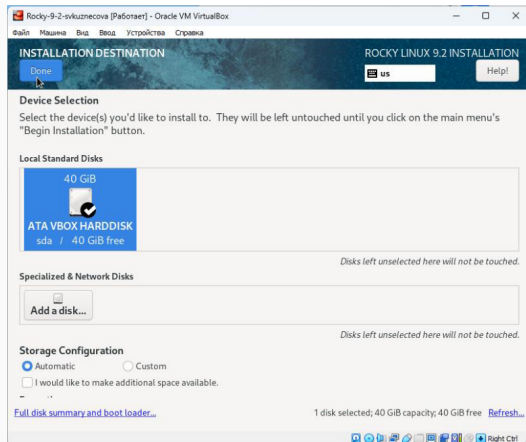 Rocky-9-2-svkuznecova [Работает] - Oracle VM VirtualBox
Файл Машина Вид Ввод Устройства Справка
INSTALLATION DESTINATION
ROCKY LINUX 9.2 INSTALLATION
Done
us
Help!
Device Selection
Select the device(s) you'd like to install to. They will be left untouched until you click on the main menu's
"Begin Installation" button.
Local Standard Disks
40 GiB
ATA VBOX HARDDISK
sda / 40 GiB free
Disks left unselected here will not be touched.
Specialized & Network Disks
Add a disk...
Disks left unselected here will not be touched.
Storage Configuration
Automatic Custom
I would like to make additional space available.
Full disk summary and boot loader...
1 disk selected; 40 GiB capacity; 40 GiB free Refresh...
Right Ctrl